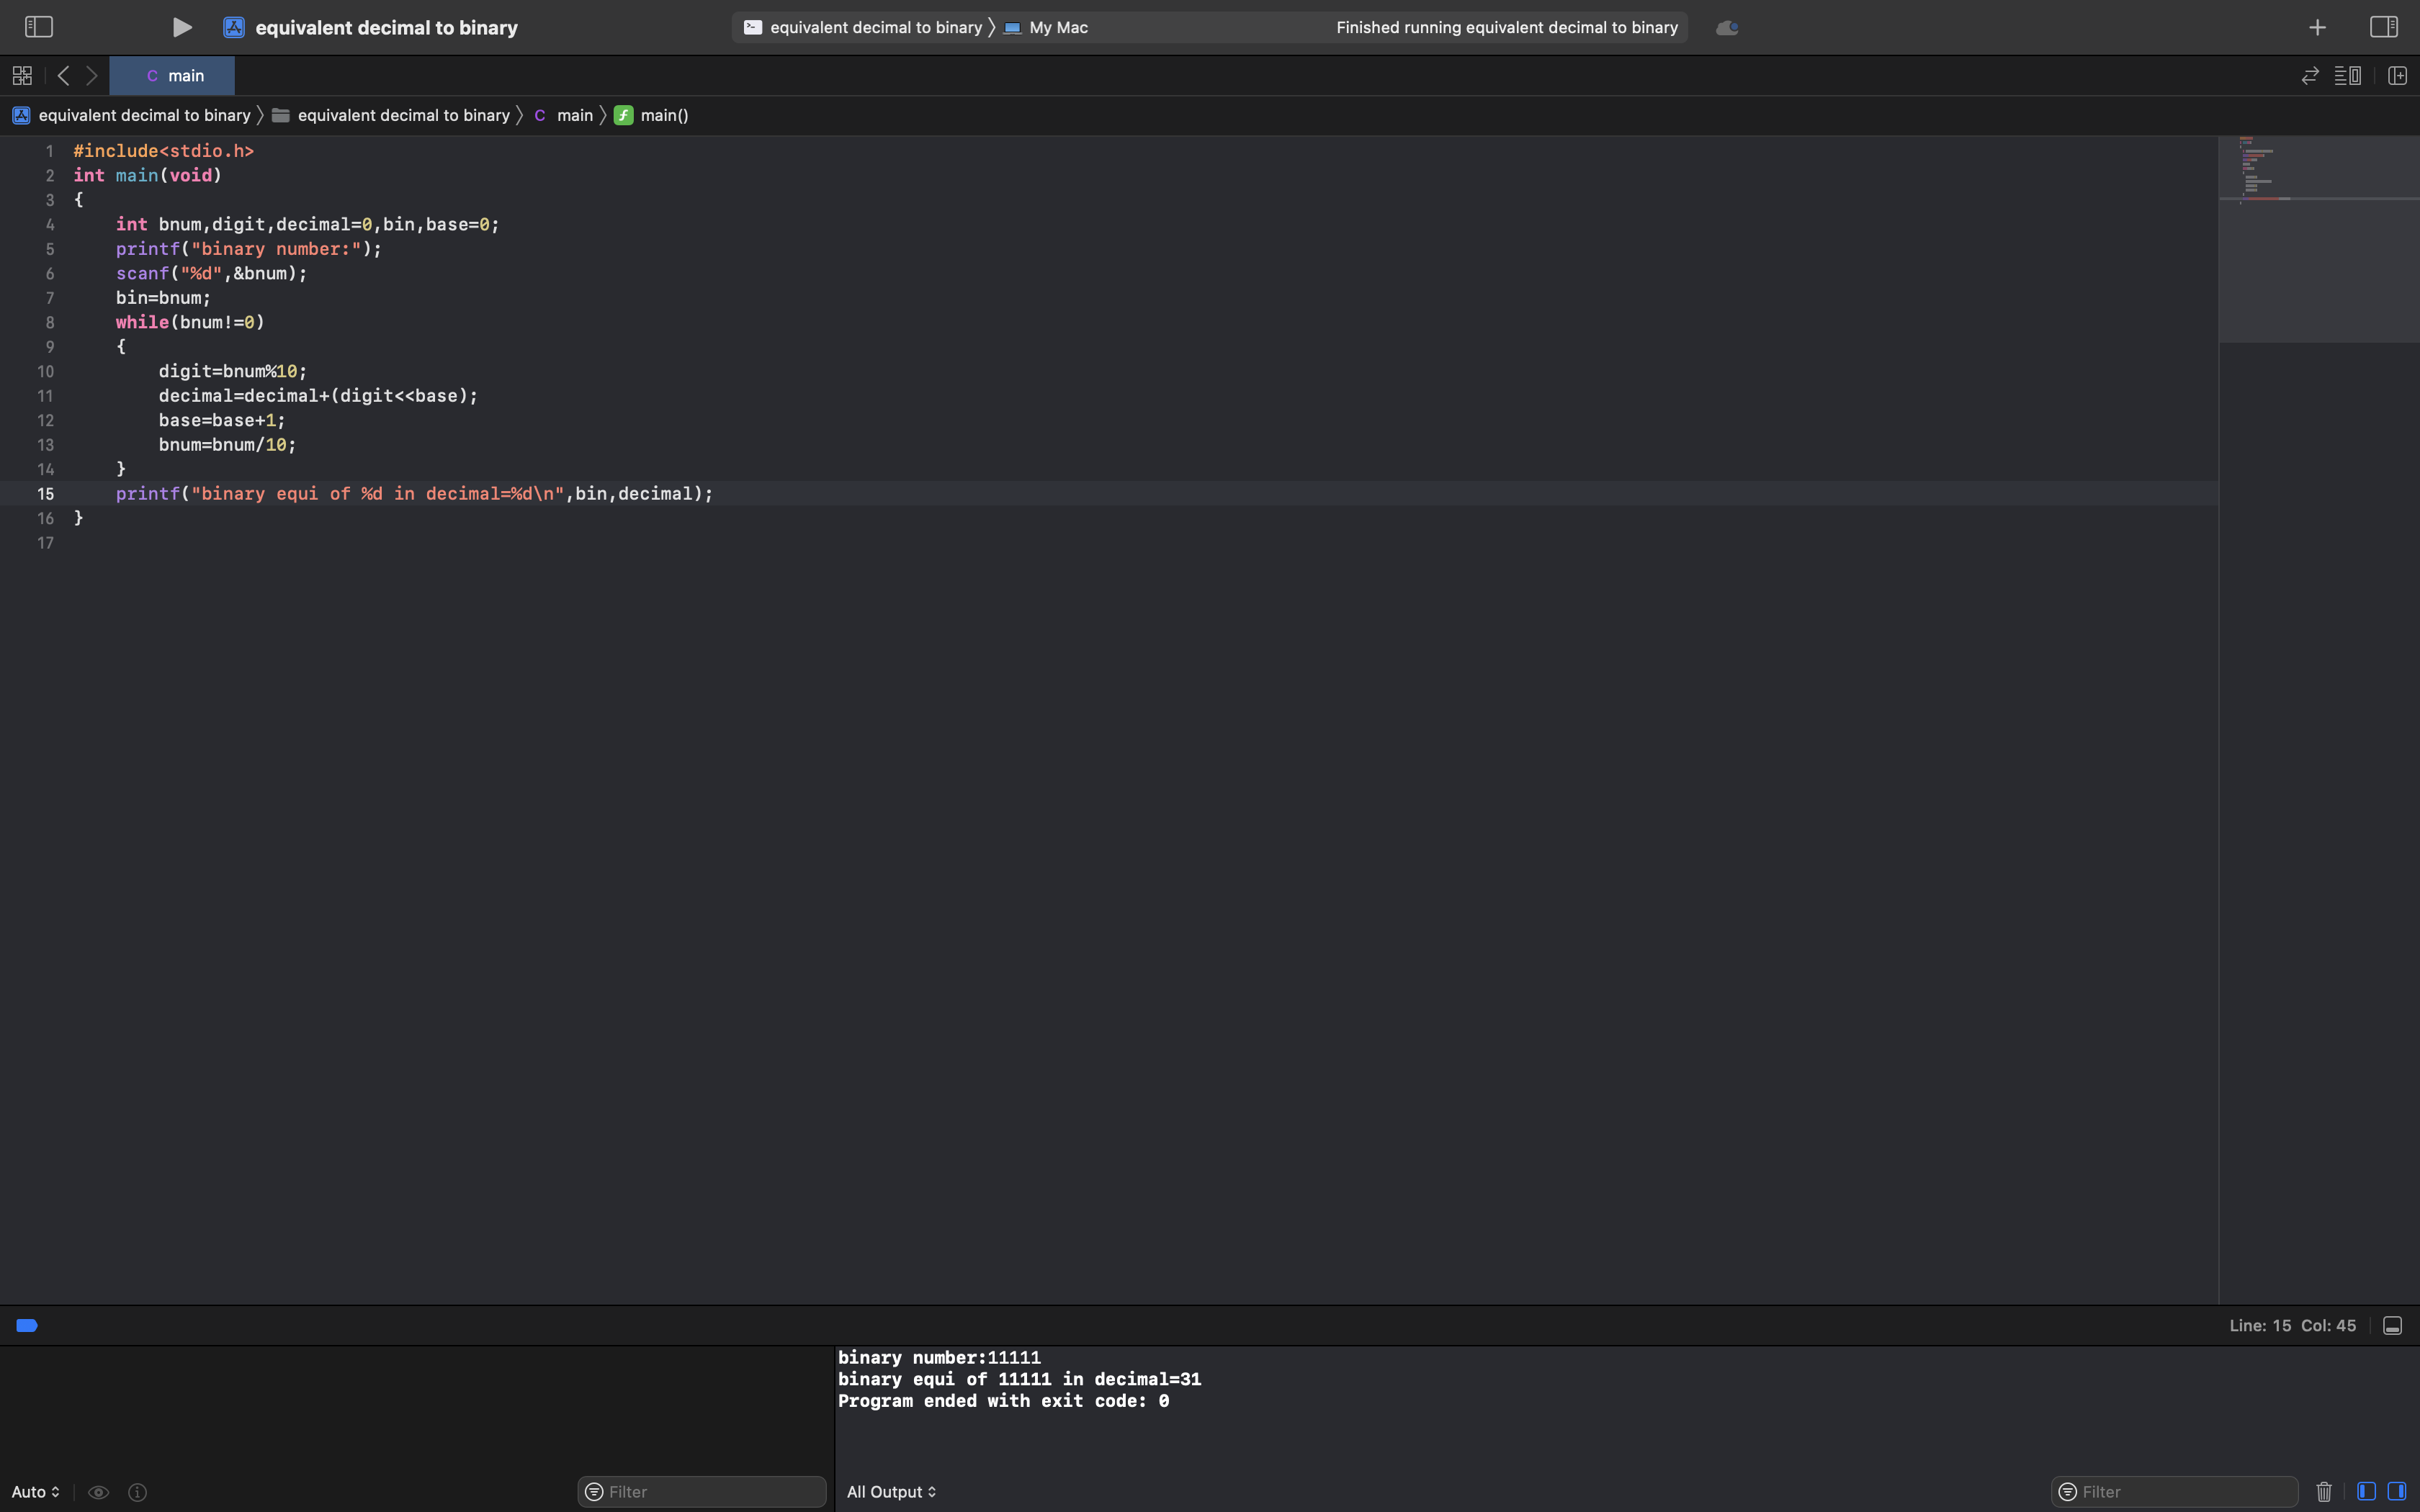 equivalent decimal to binary
equivalent decimal to binary 〉 My Mac
Finished running equivalent decimal to binary
C main
equivalent decimal to binary 〉 equivalent decimal to binary 〉 C main 〉 f main()
1 #include<stdio.h>
2 int main(void)
3 {
4     int bnum,digit,decimal=0,bin,base=0;
5     printf("binary number:");
6     scanf("%d",&bnum);
7     bin=bnum;
8     while(bnum!=0)
9     {
10         digit=bnum%10;
11         decimal=decimal+(digit<<base);
12         base=base+1;
13         bnum=bnum/10;
14     }
15     printf("binary equi of %d in decimal=%d\n",bin,decimal);
16 }
17
Line: 15 Col: 45
binary number:11111
binary equi of 11111 in decimal=31
Program ended with exit code: 0
Auto
Filter
All Output
Filter